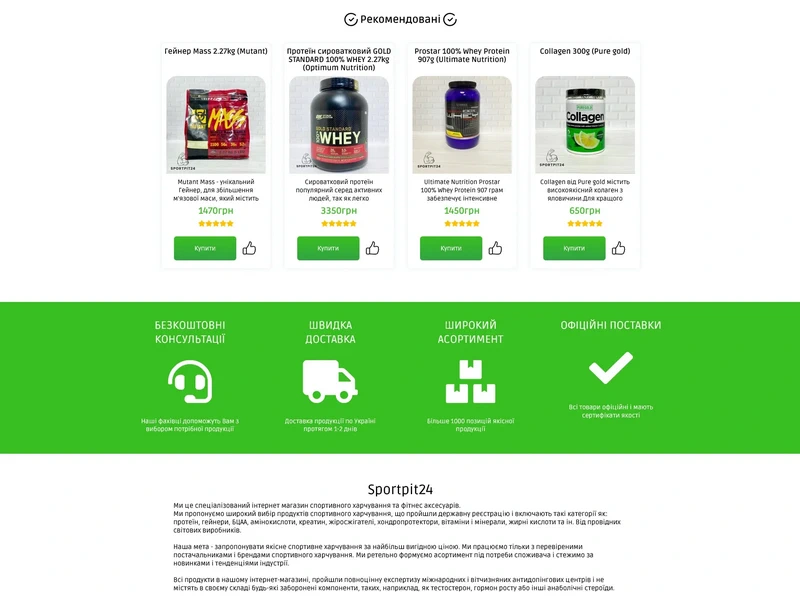 Рекомендовані
Гейнер Mass 2.27kg (Mutant)
SPORTPIT24
Mutant Mass - унікальний
Гейнер, для збільшення
м'язової маси, який містить
1470грн
Купити
Протеїн сироватковий GOLD
STANDARD 100% WHEY 2.27kg
(Optimum Nutrition)
GOLD STANDARD
100% WHEY
SPORTPIT24
Сироватковий протеїн
популярний серед активних
людей, так як легко
3350грн
Купити
Prostar 100% Whey Protein
907g (Ultimate Nutrition)
WHEY
SPORTPIT24
Ultimate Nutrition Prostar
100% Whey Protein 907 грам
забезпечує інтенсивне
1450грн
Купити
Collagen 300g (Pure gold)
Collagen
SPORTPIT24
Collagen від Pure gold містить
високоякісний колаген з
яловичини.Для кращого
650грн
Купити
БЕЗКОШТОВНІ
КОНСУЛЬТАЦІЇ
Наші фахівці допоможуть Вам з
вибором потрібної продукції
ШВИДКА
ДОСТАВКА
Доставка продукції по Україні
протягом 1-2 днів
ШИРОКИЙ
АСОРТИМЕНТ
Більше 1000 позицій якісної
продукції
ОФІЦІЙНІ ПОСТАВКИ
Всі товари офіційні і мають
сертифікати якості
Sportpit24
Ми це спеціалізований інтернет магазин спортивного харчування та фітнес аксесуарів.
Ми пропонуємо широкий вибір продуктів спортивного харчування, що пройшли державну реєстрацію і включають такі категорії як:
протеїн, гейнери, БЦАА, амінокислоти, креатин, жіросжігателі, хондропротектори, вітаміни і мінерали, жирні кислоти та ін. Від провідних
світових виробників.
Наша мета - запропонувати якісне спортивне харчування за найбільш вигідною ціною. Ми працюємо тільки з перевіреними
постачальниками і брендами спортивного харчування. Ми ретельно формуємо асортимент під потреби споживача і стежимо за
новинками і тенденціями індустрії.
Всі продукти в нашому інтернет-магазині, пройшли повноцінну експертизу міжнародних і вітчизняних антидопінгових центрів і не
містять в своєму складі будь-які заборонені компоненти, таких, наприклад, як тестостерон, гормон росту або інші анаболічні стероїди.